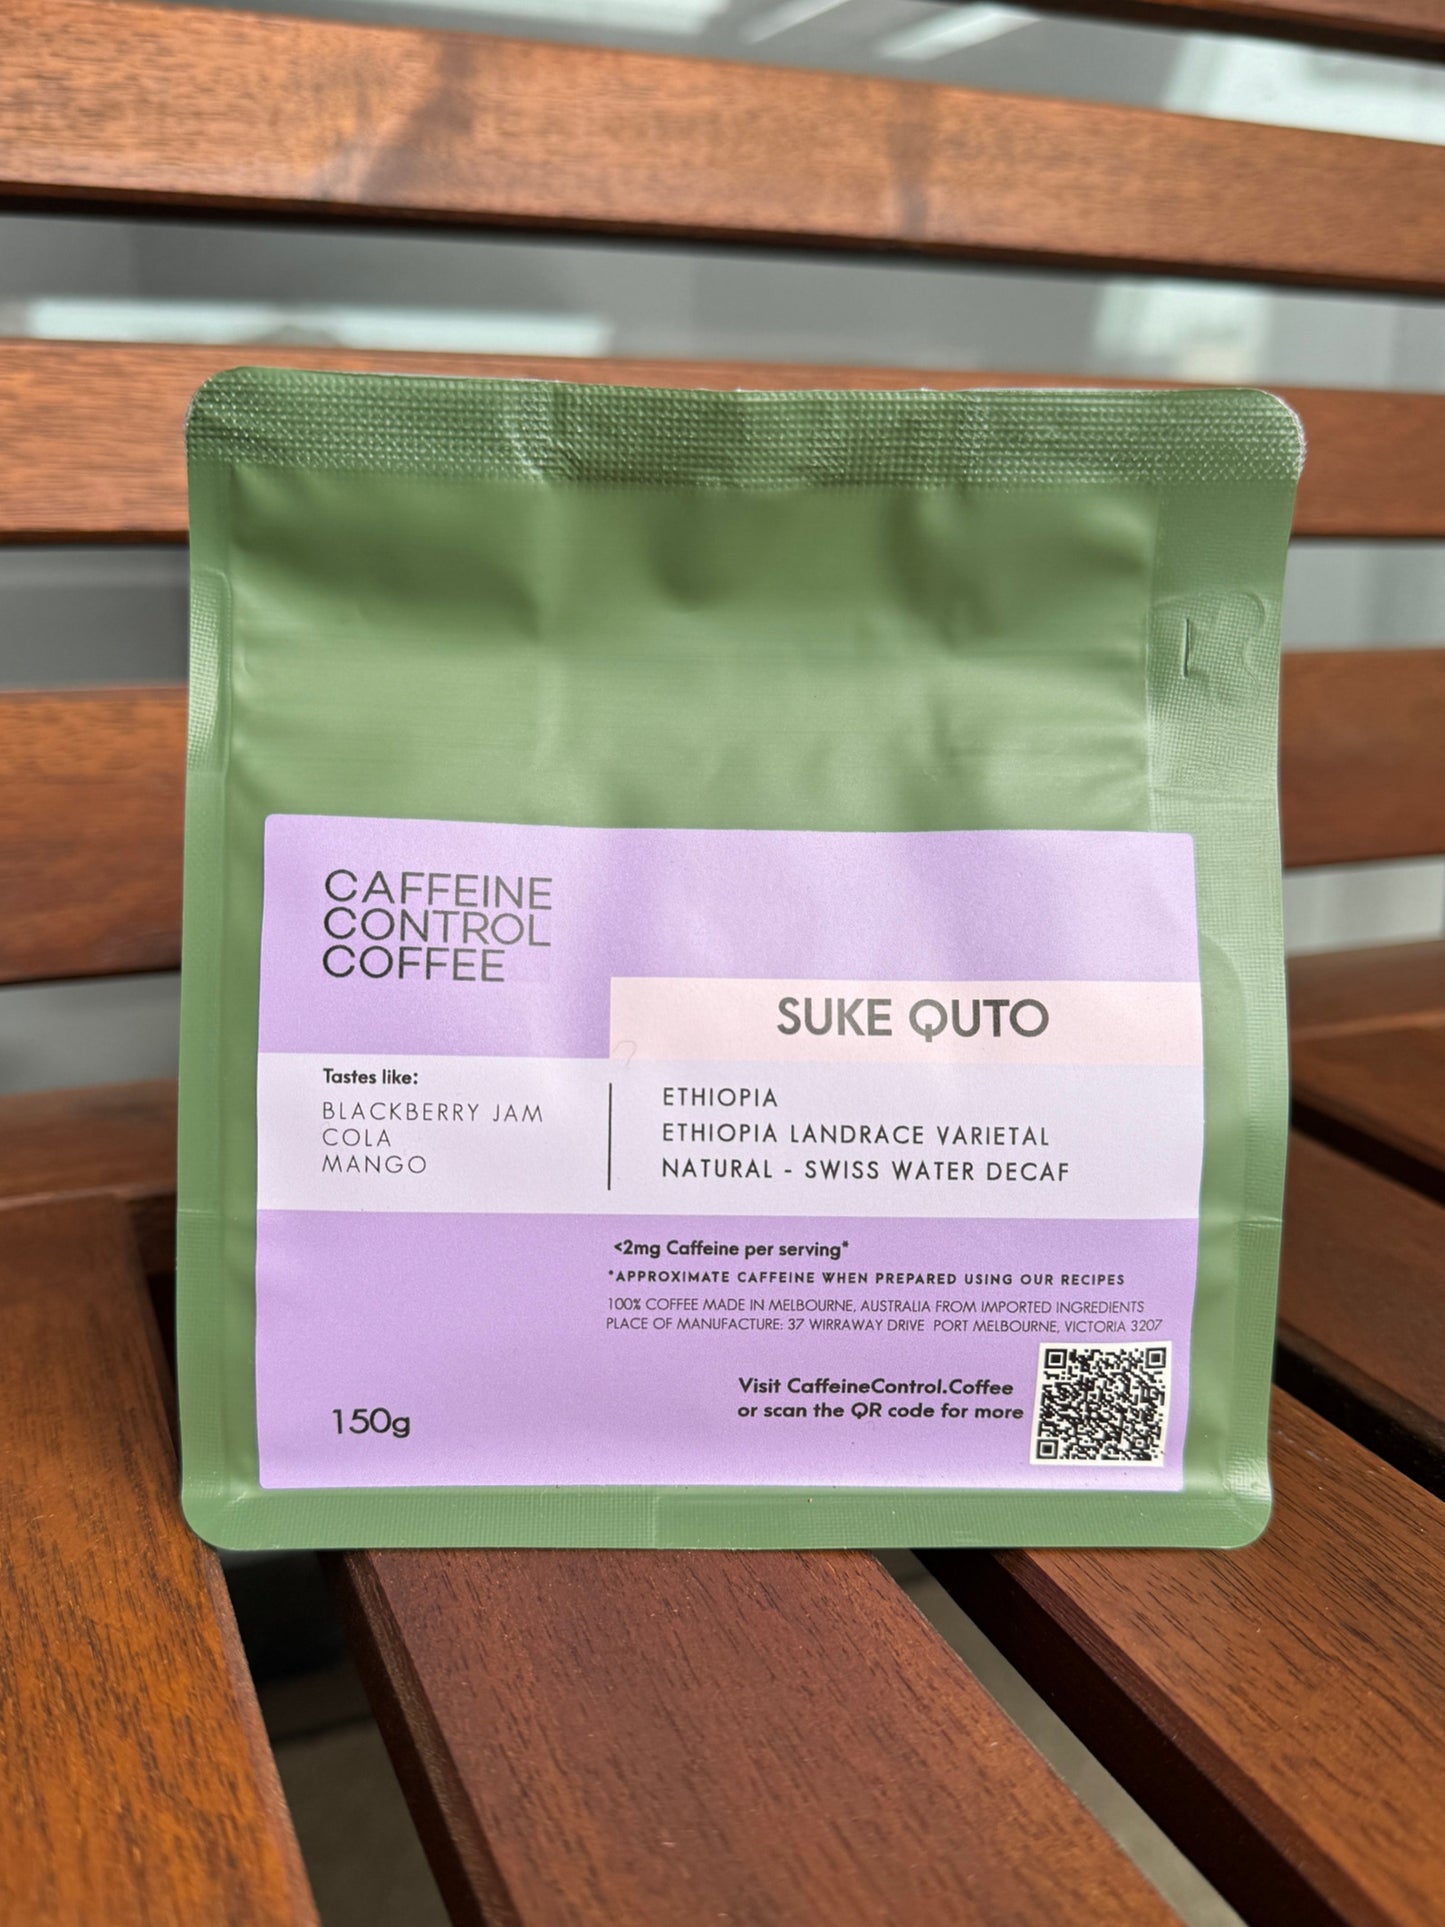 CAFFEINE
CONTROL
COFFEE
SUKE QUTO
Tastes like:
BLACKBERRY JAM
COLA
MANGO
ETHIOPIA
ETHIOPIA LANDRACE VARIETAL
NATURAL - SWISS WATER DECAF
<2mg Caffeine per serving*
*APPROXIMATE CAFFEINE WHEN PREPARED USING OUR RECIPES
100% COFFEE MADE IN MELBOURNE, AUSTRALIA FROM IMPORTED INGREDIENTS
PLACE OF MANUFACTURE: 37 WIRRAWAY DRIVE PORT MELBOURNE, VICTORIA 3207
Visit CaffeineControl.Coffee
or scan the QR code for more
150g